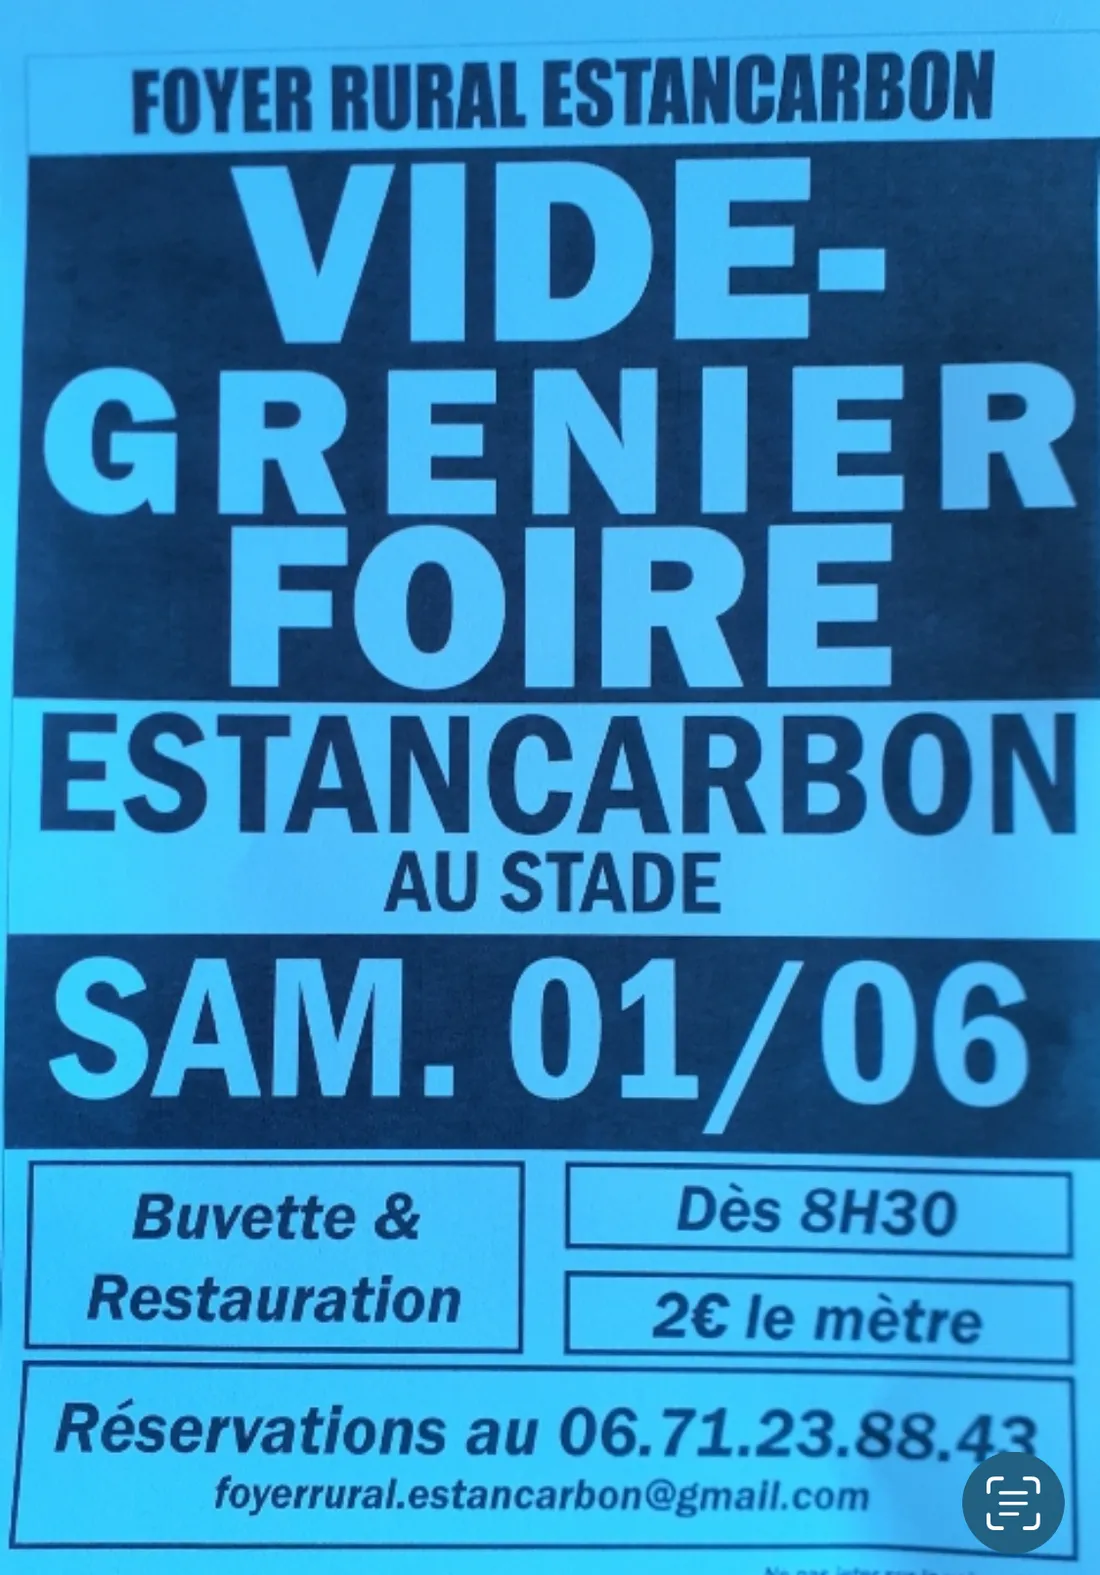 FOYER RURAL ESTANCARBON
VIDE-
GRENIER
FOIRE
ESTANCARBON
AU STADE
SAM. 01/06
Buvette &
Restauration
Dès 8H30
2€ le mètre
Réservations au 06.71.23.88.43
foyerrural.estancarbon@gmail.com